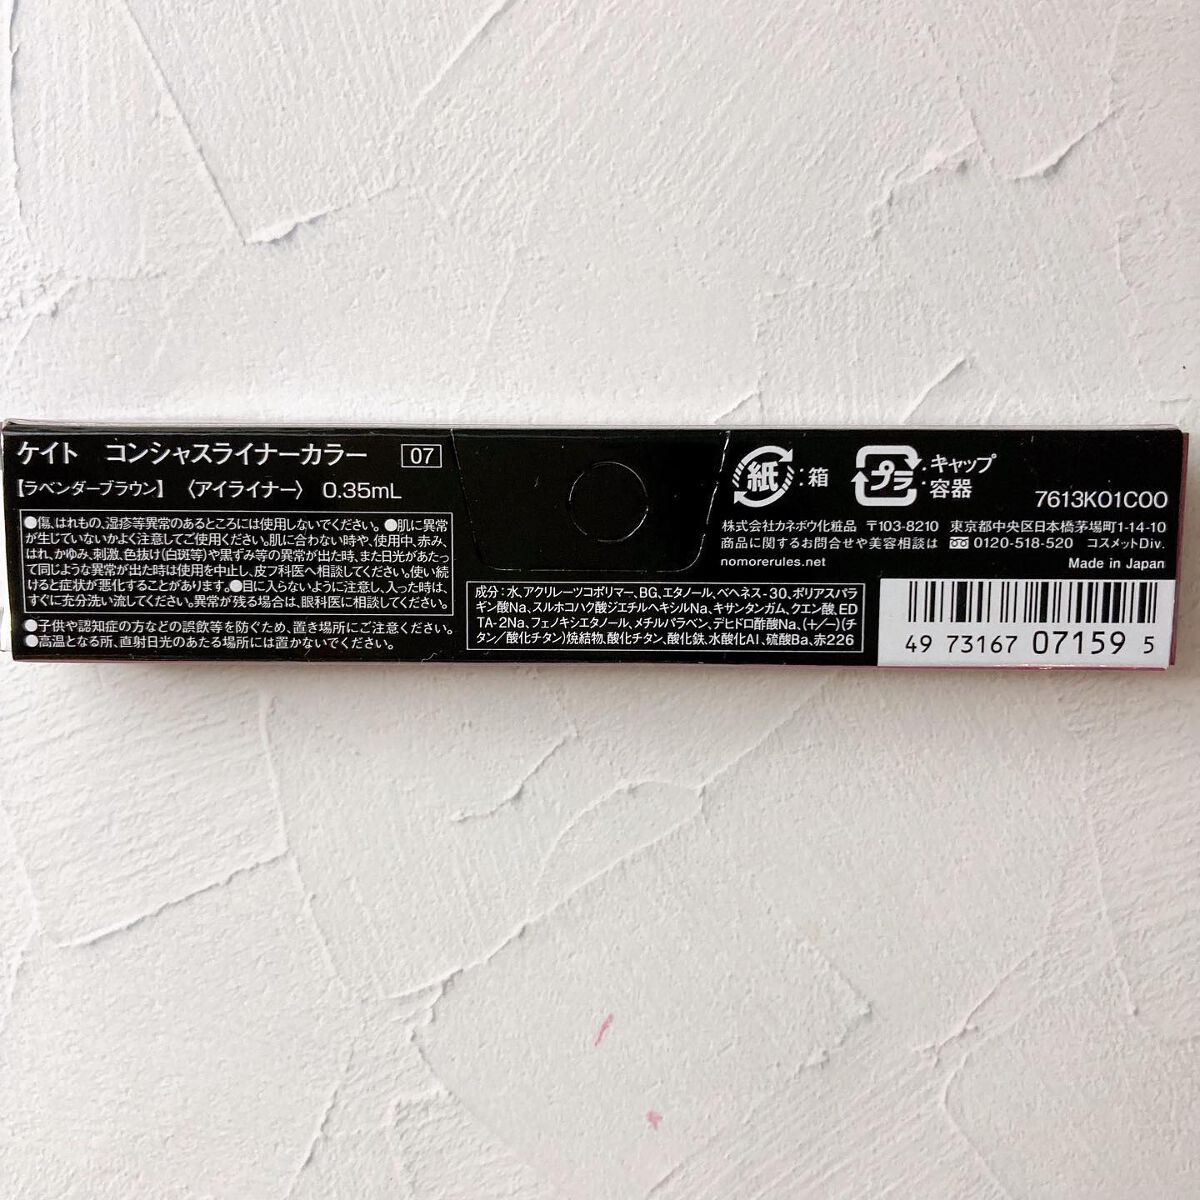 ケイト コンシャスライナーカラー 07
【ラベンダーブラウン】〈アイライナー〉 0.35mL
●傷、はれもの、湿疹等異常のあるところには使用しないでください。●肌に異常
が生じていないかよく注意してご使用ください。肌に合わない時や、使用中、赤み、
はれ、かゆみ、刺激、色抜け(白斑等)や黒ずみ等の異常が出た時、また日光があたっ
て同じような異常が出た時は使用を中止し、皮フ科医へ相談してください。使い続
けると症状が悪化することがあります。●目に入らないように注意し、入った時は、
すぐに充分洗い流してください。異常が残る場合は、眼科医に相談してください。
●子供や認知症の方などの誤飲等を防ぐため、置き場所にご注意ください。
●高温となる所、直射日光のあたる場所には置かないでください。
成分:水、アクリレーツコポリマー、BG、エタノール、ベヘネス-30、ポリアスパラ
ギン酸Na、スルホコハク酸ジエチルヘキシルNa、キサンタンガム、クエン酸、ED
TA-2Na、フェノキシエタノール、メチルパラベン、デヒドロ酢酸Na、(+/-)(チ
タン/酸化チタン)焼結物、酸化チタン、酸化鉄、水酸化Al、硫酸Ba、赤226
紙:箱
プラ:キャップ
容器
7613K01C00
株式会社カネボウ化粧品 〒103-8210 東京都中央区日本橋茅場町1-14-10
商品に関するお問合せや美容相談は 0120-518-520 コスメットDiv.
nomorerules.net
Made in Japan
49 73167 07159 5